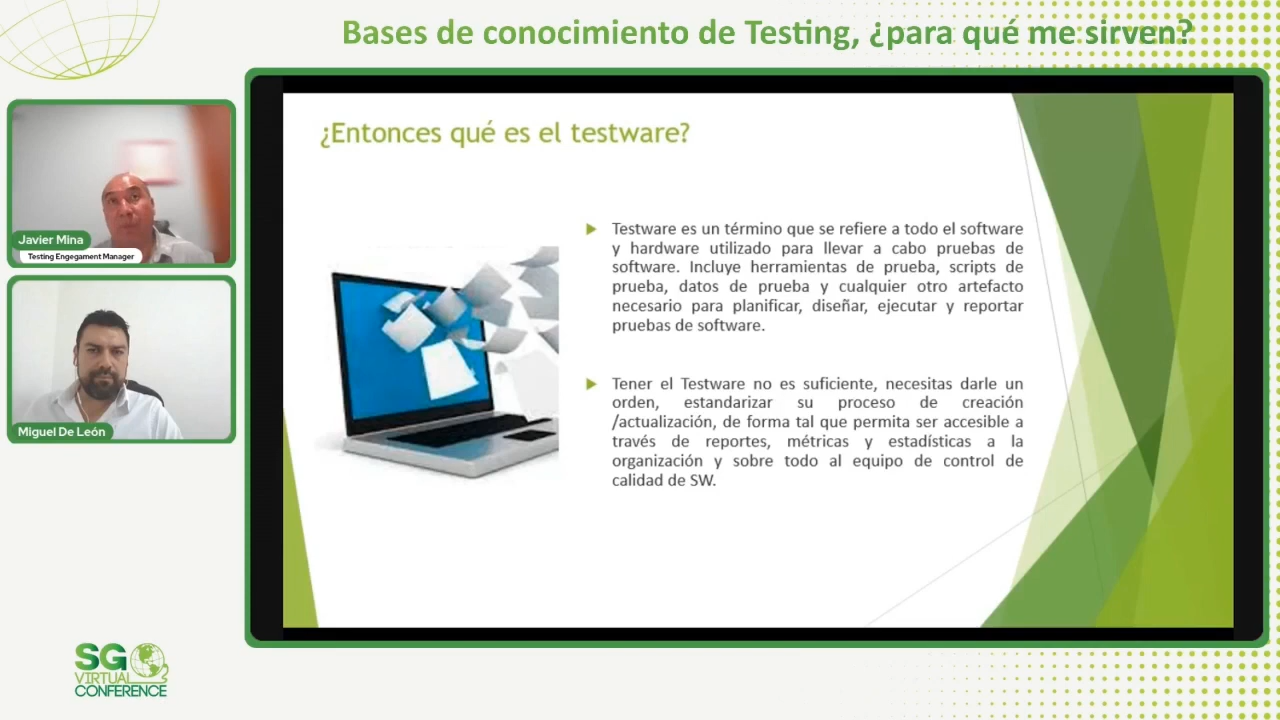 Bases de conocimiento de Testing, ¿para qué me sirven?
Javier Mina
Testing Engegament Manager
Miguel De León
¿Entonces qué es el testware?
Testware es un término que se refiere a todo el software
y hardware utilizado para llevar a cabo pruebas de
software. Incluye herramientas de prueba, scripts de
prueba, datos de prueba y cualquier otro artefacto
necesario para planificar, diseñar, ejecutar y reportar
pruebas de software.
Tener el Testware no es suficiente, necesitas darle un
orden, estandarizar su proceso de creación
/actualización, de forma tal que permita ser accesible a
través de reportes, métricas y estadísticas a la
organización y sobre todo al equipo de control de
calidad de SW.
SG
VIRTUAL
CONFERENCE